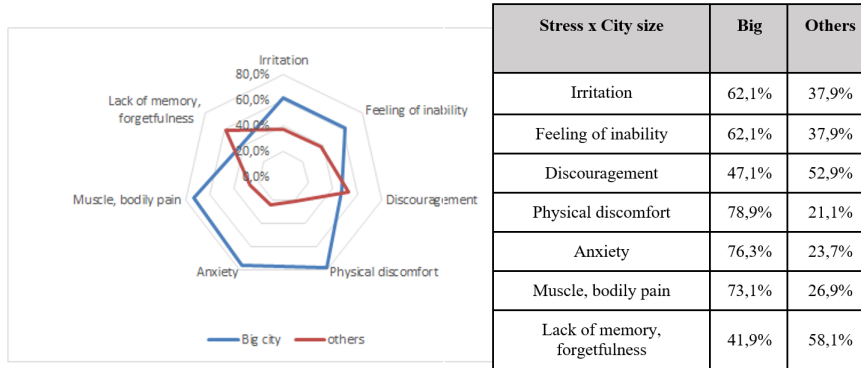 Irritation
80,0%
60,0%
40,0%
20,0%
0,0%
Lack of memory,
forgetfulness
Feeling of inability
Muscle, bodily pain
Discouragement
Anxiety
Physical discomfort
Big city
others
Stress x City size Big Others
Irritation 62,1% 37,9%
Feeling of inability 62,1% 37,9%
Discouragement 47,1% 52,9%
Physical discomfort 78,9% 21,1%
Anxiety 76,3% 23,7%
Muscle, bodily pain 73,1% 26,9%
Lack of memory,
forgetfulness 41,9% 58,1%